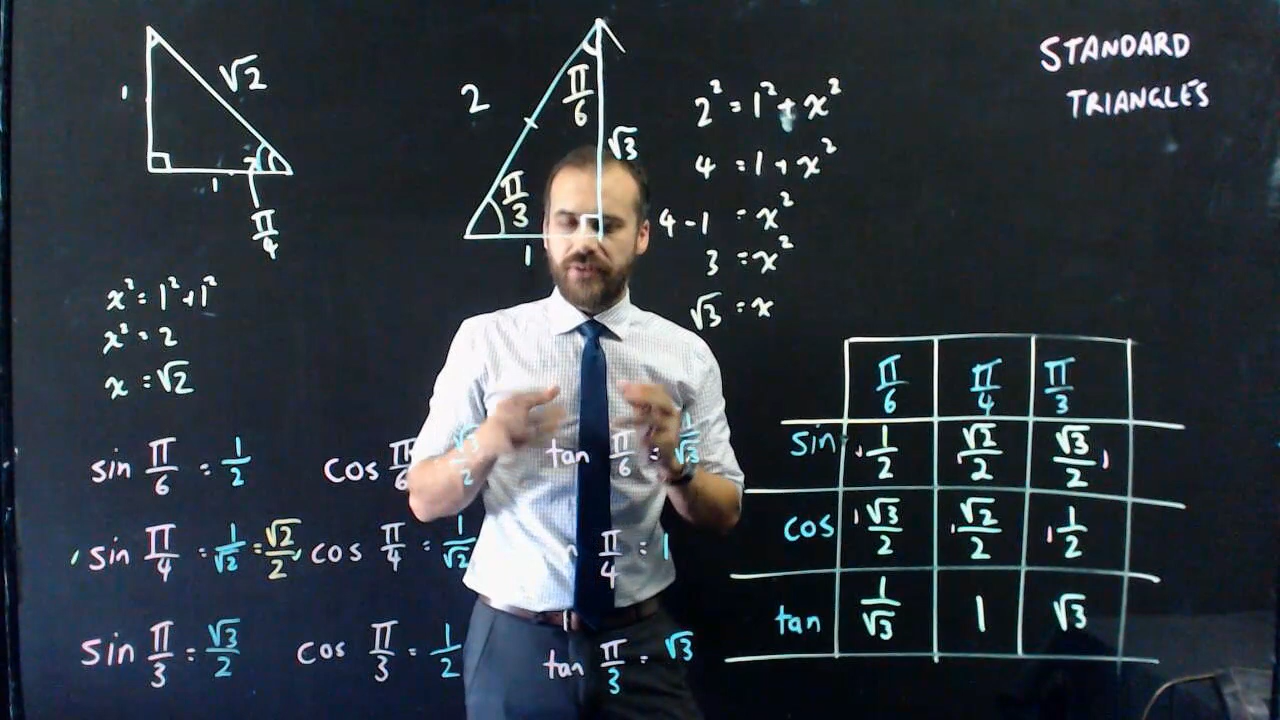 STANDARD
TRIANGLES
1
√2
1
π/4
x² = 1² + 1²
x² = 2
x = √2
2
π/6
√3
π/3
1
2² = 1² + x²
4 = 1 + x²
4 - 1 = x²
3 = x²
√3 = x
sin π/6 = 1/2
cos π/6 √3/2
tan π/6 = 1/√3
sin π/4 = 1/√2 = √2/2
cos π/4 = 1/√2
π/4 = 1
sin π/3 = √3/2
cos π/3 = 1/2
tan π/3 = √3
π/6 π/4 π/3
sin 1/2 √2/2 √3/2
cos √3/2 √2/2 1/2
tan 1/√3 1 √3